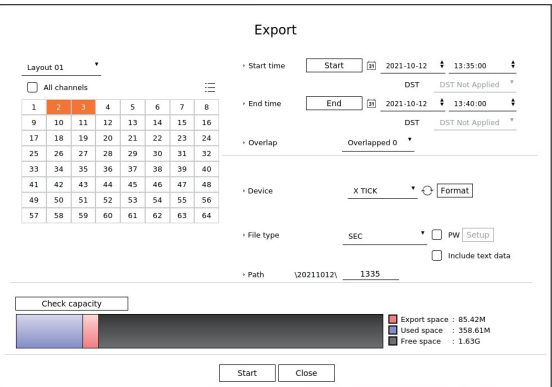 Export
Layout 01
All channels
1 2 3 4 5 6 7 8
9 10 11 12 13 14 15 16
17 18 19 20 21 22 23 24
25 26 27 28 29 30 31 32
33 34 35 36 37 38 39 40
41 42 43 44 45 46 47 48
49 50 51 52 53 54 55 56
57 58 59 60 61 62 63 64
Start time Start 31 2021-10-12 13:35:00
DST DST Not Applied
End time End 31 2021-10-12 13:40:00
DST DST Not Applied
Overlap Overlapped 0
Device X TICK Format
File type SEC PW Setup
Include text data
Path \20211012\ 1335
Check capacity
Export space : 85.42M
Used space : 358.61M
Free space : 1.63G
Start Close